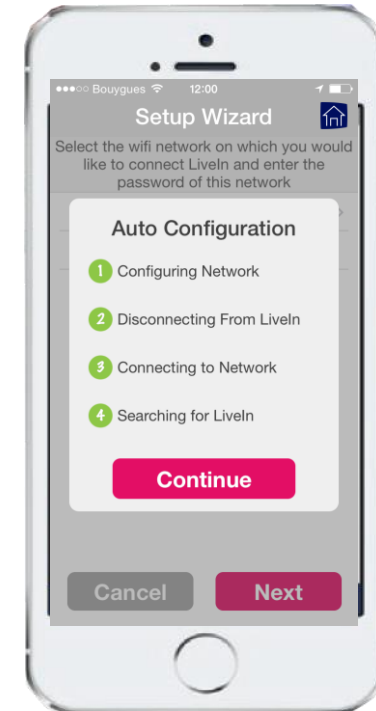 Bouygues 12:00
Setup Wizard
Select the wifi network on which you would
like to connect LiveIn and enter the
password of this network
Auto Configuration
1 Configuring Network
2 Disconnecting From LiveIn
3 Connecting to Network
4 Searching for LiveIn
Continue
Cancel Next